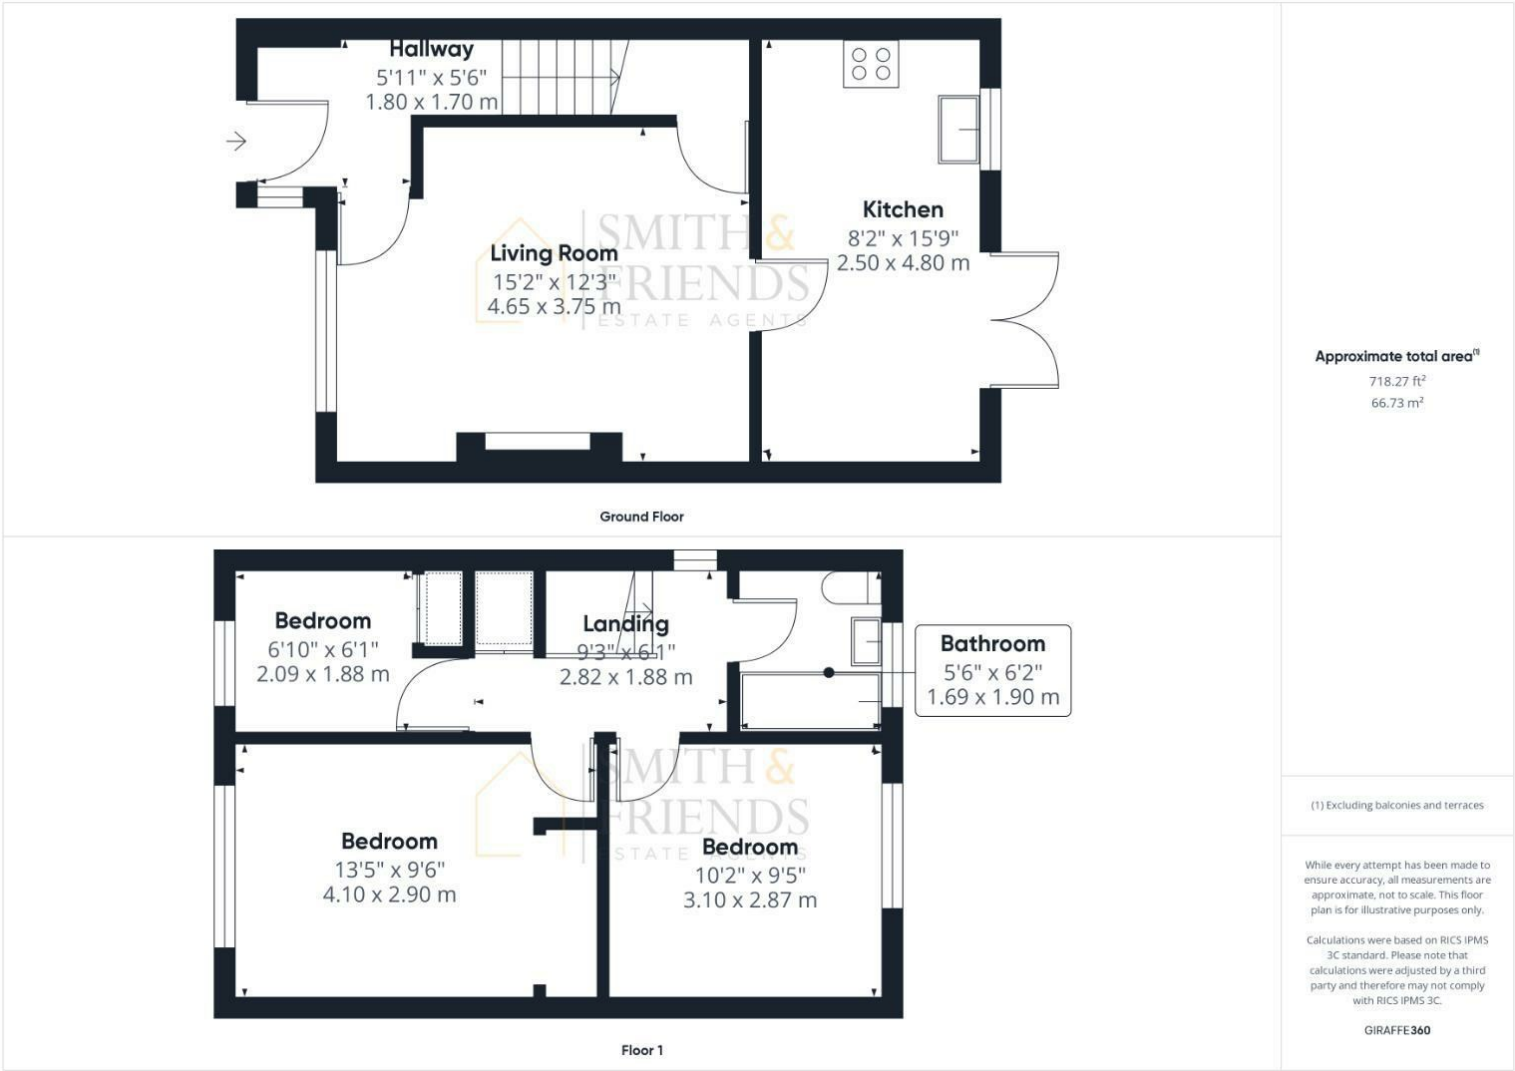 Hallway
5'11" x 5'6"
1.80 x 1.70 m
Living Room
15'2" x 12'3"
4.65 x 3.75 m
SMITH &
FRIENDS
ESTATE AGENTS
Kitchen
8'2" x 15'9"
2.50 x 4.80 m
Ground Floor
Bedroom
6'10" x 6'1"
2.09 x 1.88 m
Landing
9'3" x 6'1"
2.82 x 1.88 m
Bathroom
5'6" x 6'2"
1.69 x 1.90 m
Bedroom
13'5" x 9'6"
4.10 x 2.90 m
SMITH &
FRIENDS
ESTATE AGENTS
Bedroom
10'2" x 9'5"
3.10 x 2.87 m
Floor 1
Approximate total area(1)
718.27 ft²
66.73 m²
(1) Excluding balconies and terraces
While every attempt has been made to
ensure accuracy, all measurements are
approximate, not to scale. This floor
plan is for illustrative purposes only.
Calculations were based on RICS IPMS
3C standard. Please note that
calculations were adjusted by a third
party and therefore may not comply
with RICS IPMS 3C.
GIRAFFE360